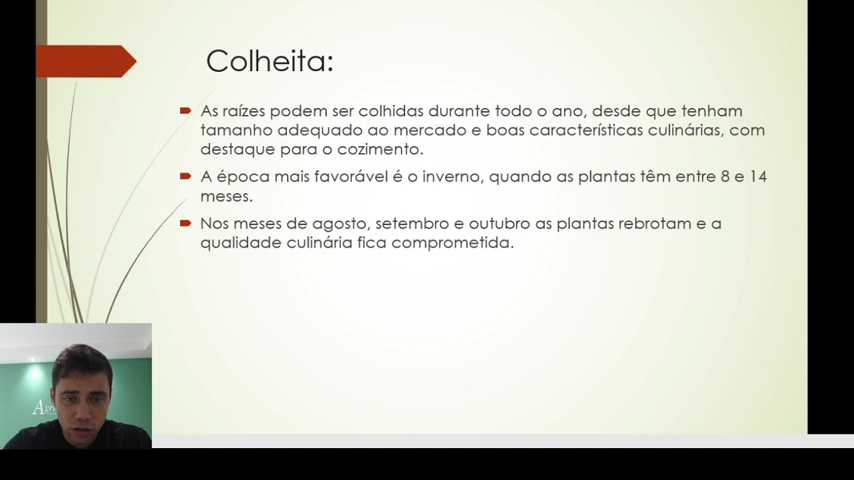 Colheita:
As raízes podem ser colhidas durante todo o ano, desde que tenham
tamanho adequado ao mercado e boas características culinárias, com
destaque para o cozimento.
A época mais favorável é o inverno, quando as plantas têm entre 8 e 14
meses.
Nos meses de agosto, setembro e outubro as plantas rebrotam e a
qualidade culinária fica comprometida.